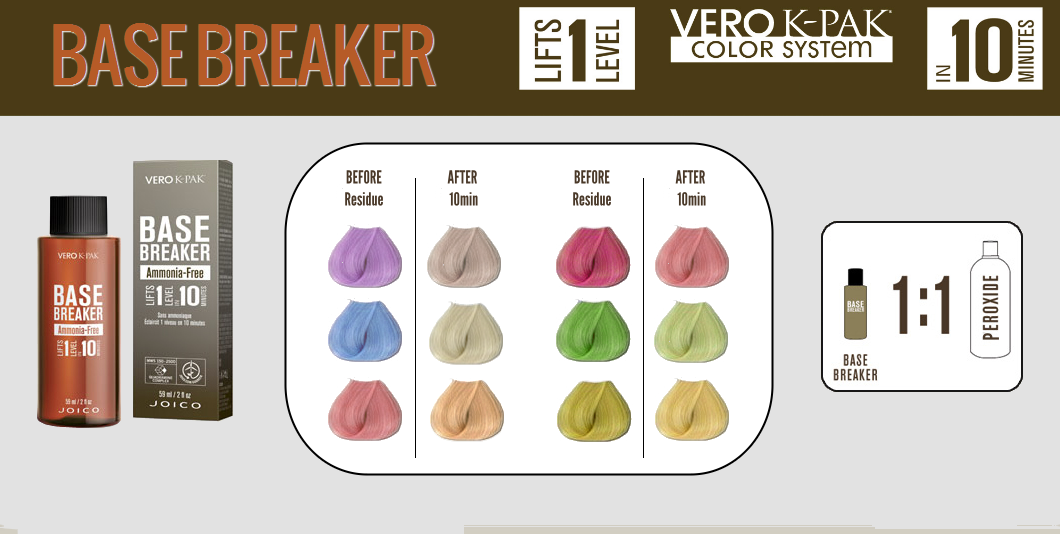 BASE BREAKER
LIFTS
1
LEVEL
VERO K-PAK
COLOR SYSTEM
IN
10
MINUTES
VERO K-PAK
BASE
BREAKER
Ammonia-Free
LIFTS 1 LEVEL IN 10 MINUTES
Sans ammoniaque
Éclaircit 1 niveau en 10 minutes
59 ml / 2 fl oz
JOICO
VERO K-PAK
BASE
BREAKER
Ammonia-Free
LIFTS 1 LEVEL 10
59 ml / 2 fl oz
JOICO
BEFORE
Residue
AFTER
10min
BEFORE
Residue
AFTER
10min
BASE
BREAKER
1:1
PEROXIDE
BASE
BREAKER